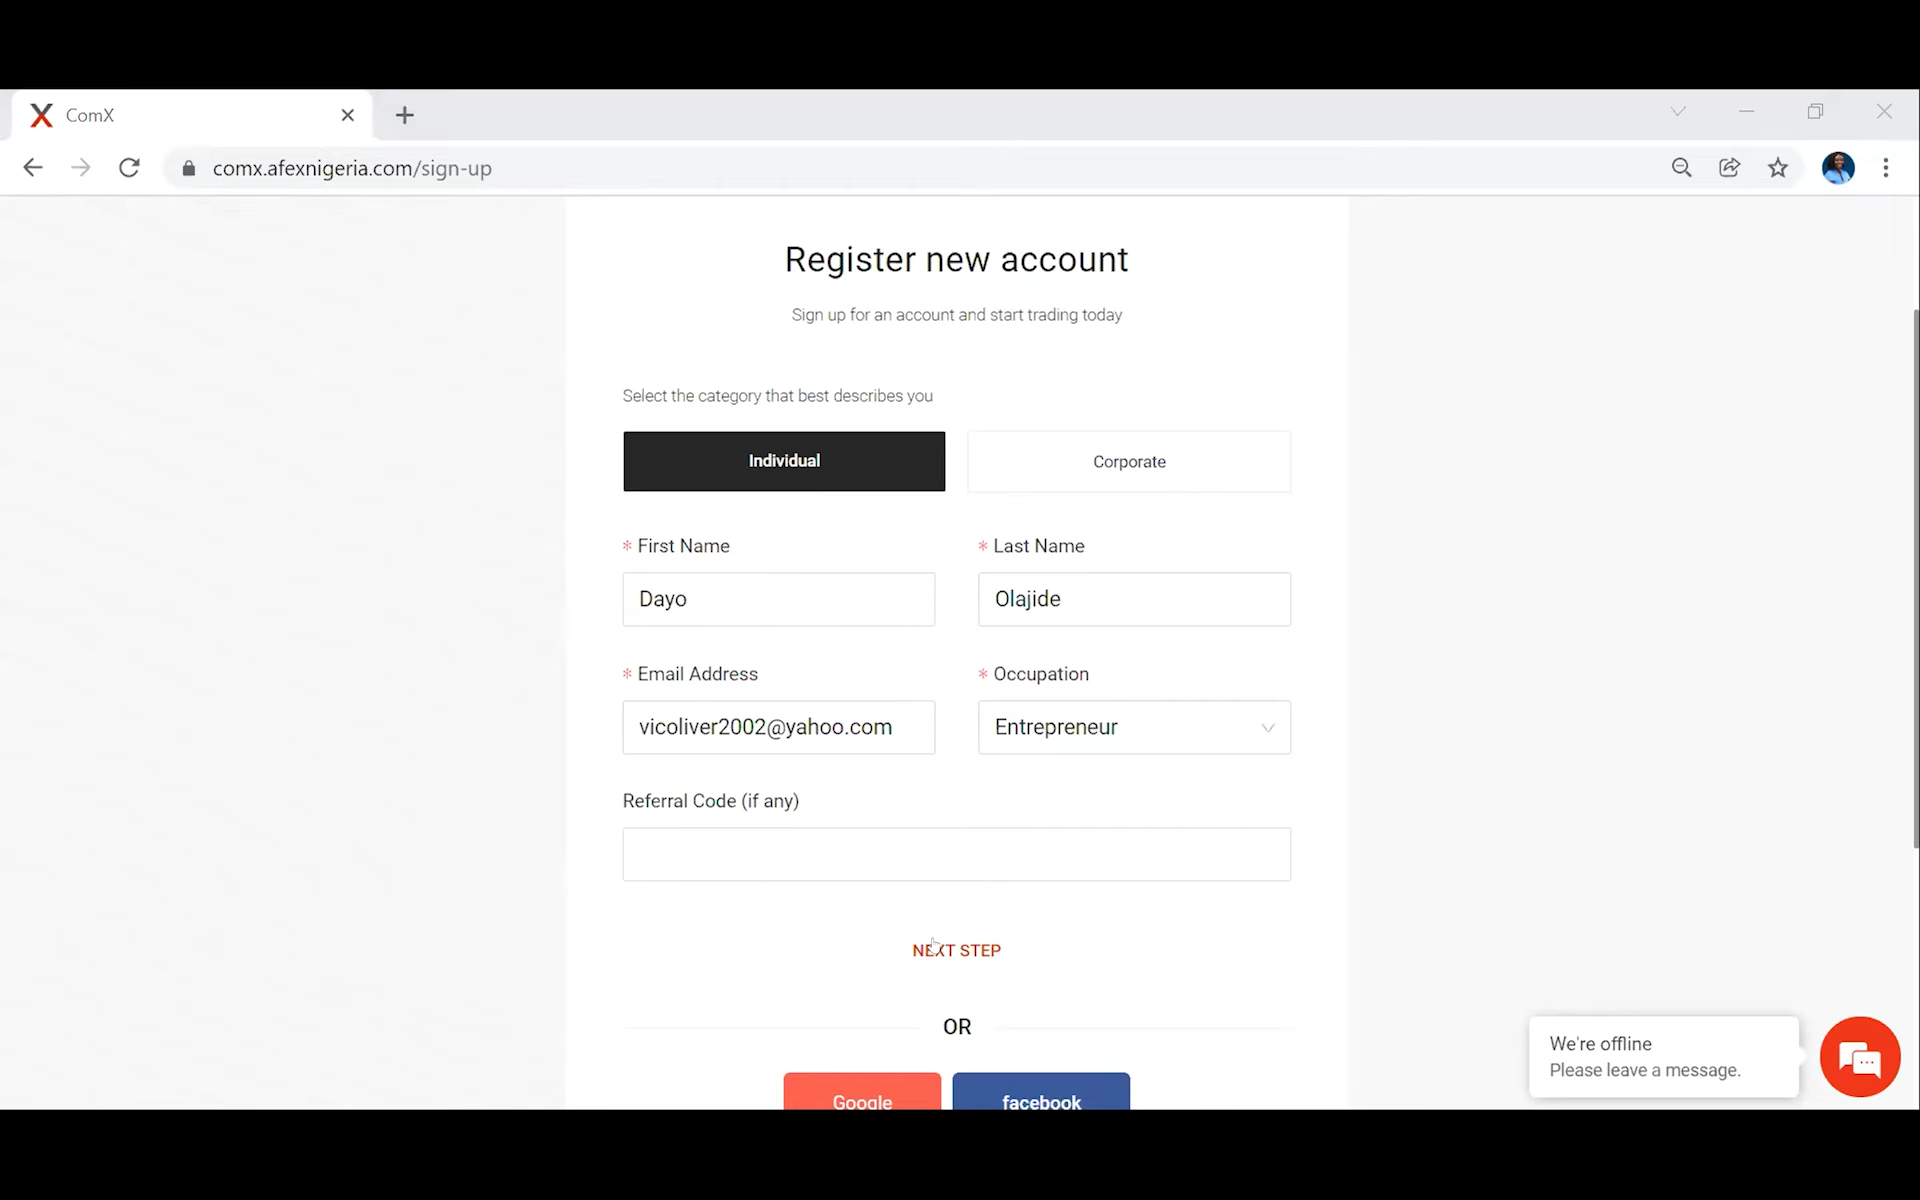 ComX
comx.afexnigeria.com/sign-up
Register new account
Sign up for an account and start trading today
Select the category that best describes you
Individual
Corporate
* First Name
* Last Name
Dayo
Olajide
* Email Address
* Occupation
vicoliver2002@yahoo.com
Entrepreneur
Referral Code (if any)
NEXT STEP
OR
Google
facebook
We're offline
Please leave a message.